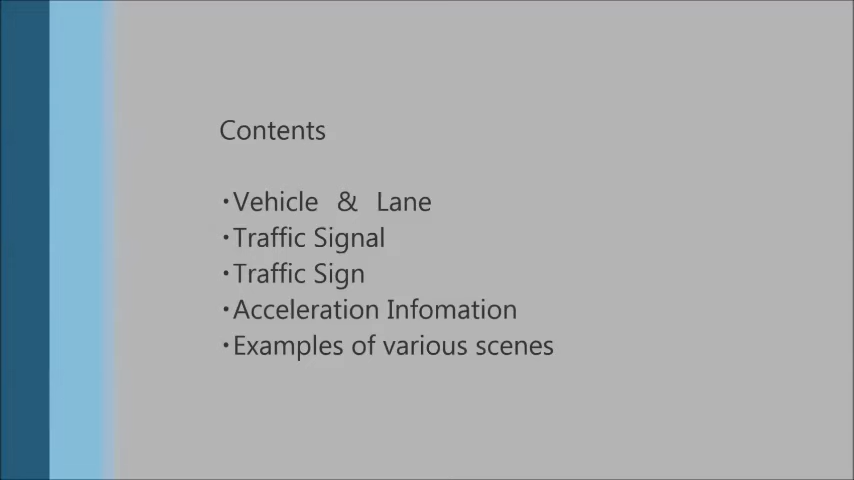 Contents
・Vehicle & Lane
・Traffic Signal
・Traffic Sign
・Acceleration Infomation
・Examples of various scenes